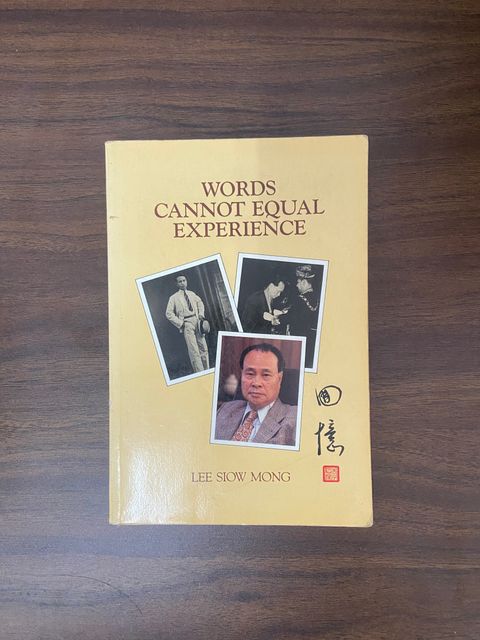 WORDS
CANNOT EQUAL
EXPERIENCE
回
憶
LEE SIOW MONG